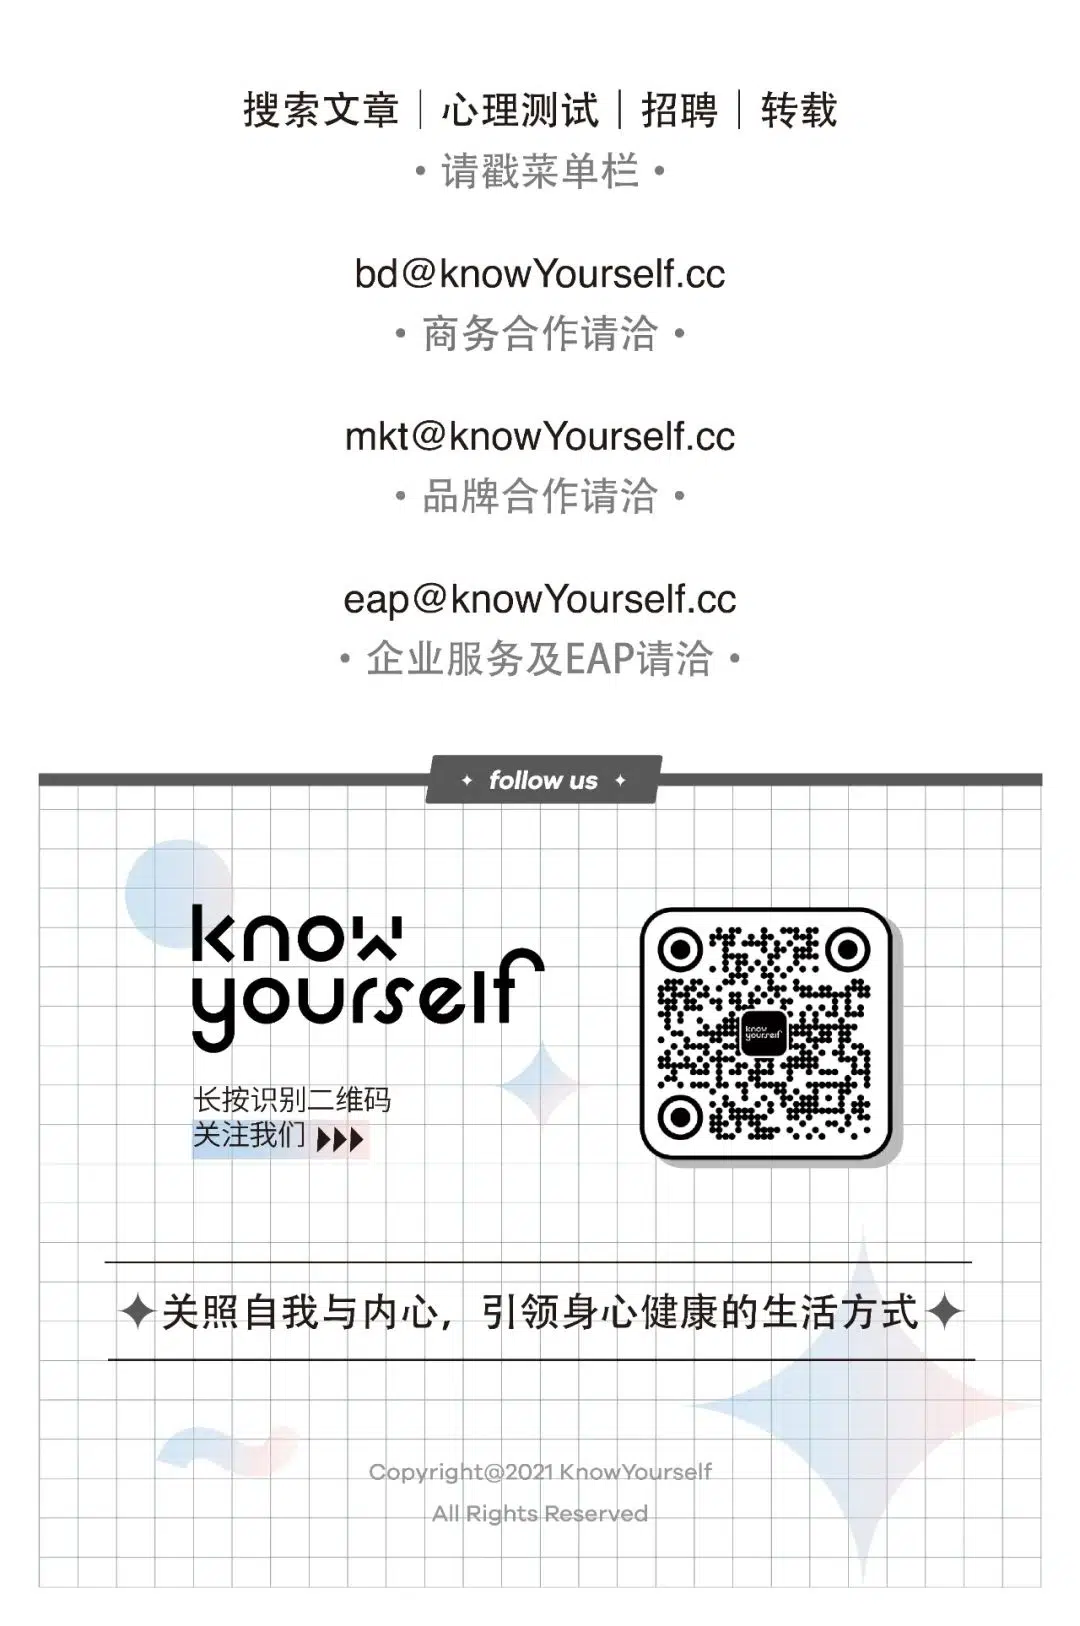 搜索文章｜心理测试｜招聘｜转载
• 请戳菜单栏 •
bd@knowYourself.cc
• 商务合作请洽 •
mkt@knowYourself.cc
• 品牌合作请洽 •
eap@knowYourself.cc
• 企业服务及EAP请洽 •
follow us
know
yourself
know
yourself
长按识别二维码
关注我们
关照自我与内心，引领身心健康的生活方式
Copyright@2021 KnowYourself
All Rights Reserved